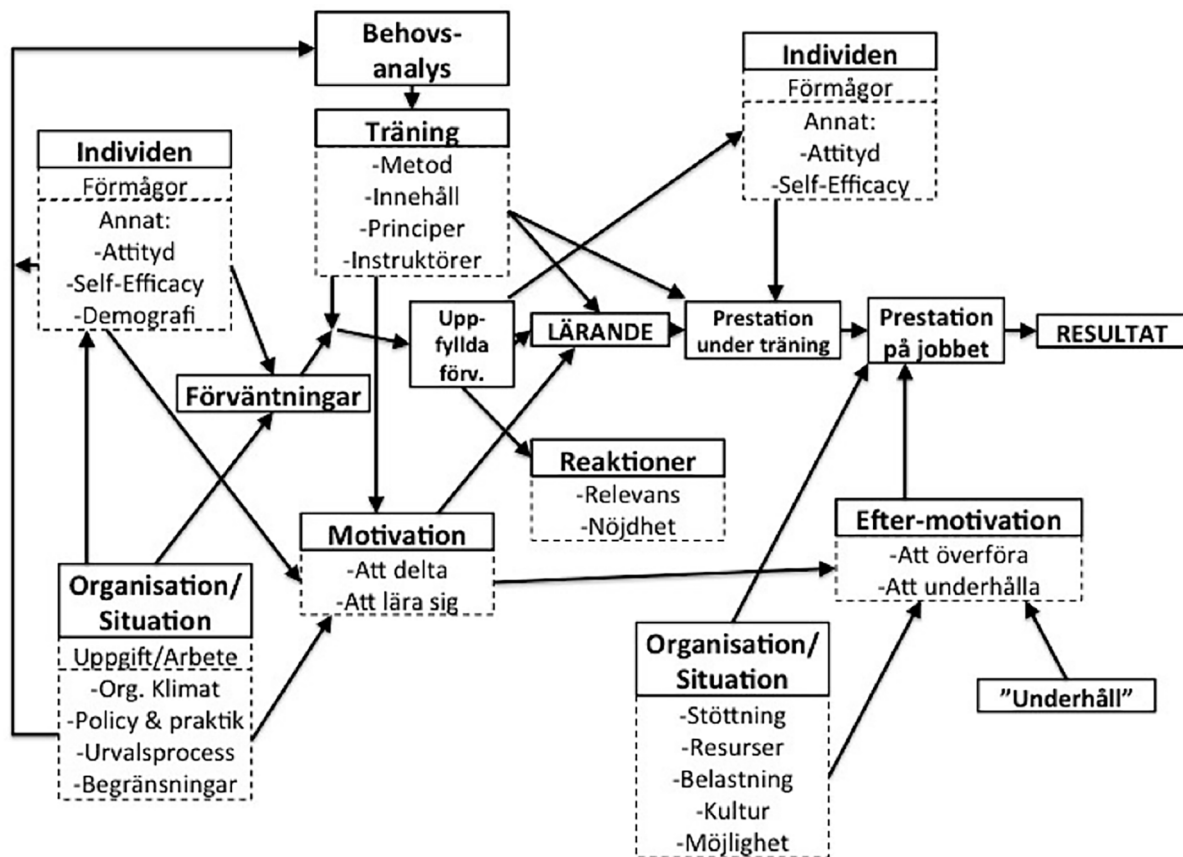 Behovs-
analys
Träning
-Metod
-Innehåll
-Principer
-Instruktörer
Individen
Förmågor
Annat:
-Attityd
-Self-Efficacy
-Demografi
Individen
Förmågor
Annat:
-Attityd
-Self-Efficacy
Förväntningar
Upp-
fyllda
förv.
LÄRANDE
Prestation
under träning
Prestation
på jobbet
RESULTAT
Reaktioner
-Relevans
-Nöjdhet
Motivation
-Att delta
-Att lära sig
Efter-motivation
-Att överföra
-Att underhålla
Organisation/
Situation
Uppgift/Arbete
-Org. Klimat
-Policy & praktik
-Urvalsprocess
-Begränsningar
Organisation/
Situation
-Stöttning
-Resurser
-Belastning
-Kultur
-Möjlighet
”Underhåll”